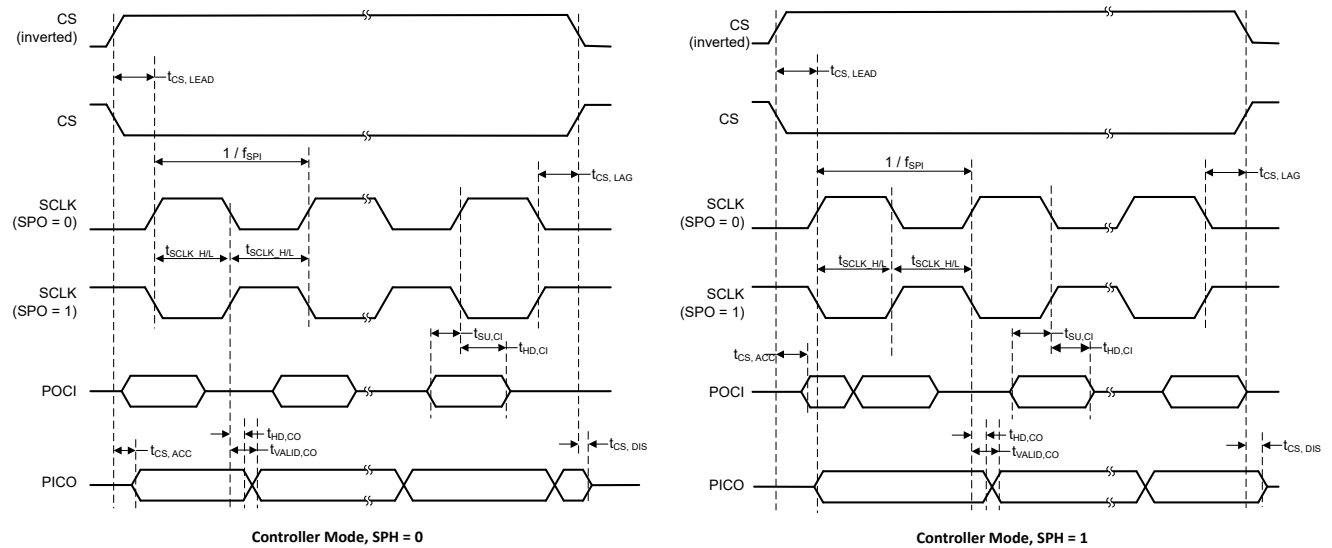 CS
(inverted)
tCS, LEAD
CS
1 / fSPI
tCS, LAG
SCLK
(SPO = 0)
tSCLK_H/L
tSCLK_H/L
SCLK
(SPO = 1)
tSU,CI
tHD,CI
POCI
tHD,CO
tCS, ACC
tVALID,CO
tCS, DIS
PICO
Controller Mode, SPH = 0
CS
(inverted)
tCS, LEAD
CS
1 / fSPI
tCS, LAG
SCLK
(SPO = 0)
tSCLK_H/L
tSCLK_H/L
SCLK
(SPO = 1)
tSU,CI
tCS, ACC
tHD,CI
POCI
tHD,CO
tVALID,CO
tCS, DIS
PICO
Controller Mode, SPH = 1